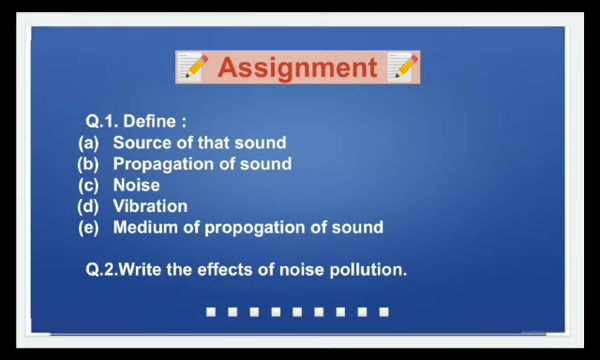 Assignment
Q.1. Define :
(a) Source of that sound
(b) Propagation of sound
(c) Noise
(d) Vibration
(e) Medium of propogation of sound
Q.2.Write the effects of noise pollution.